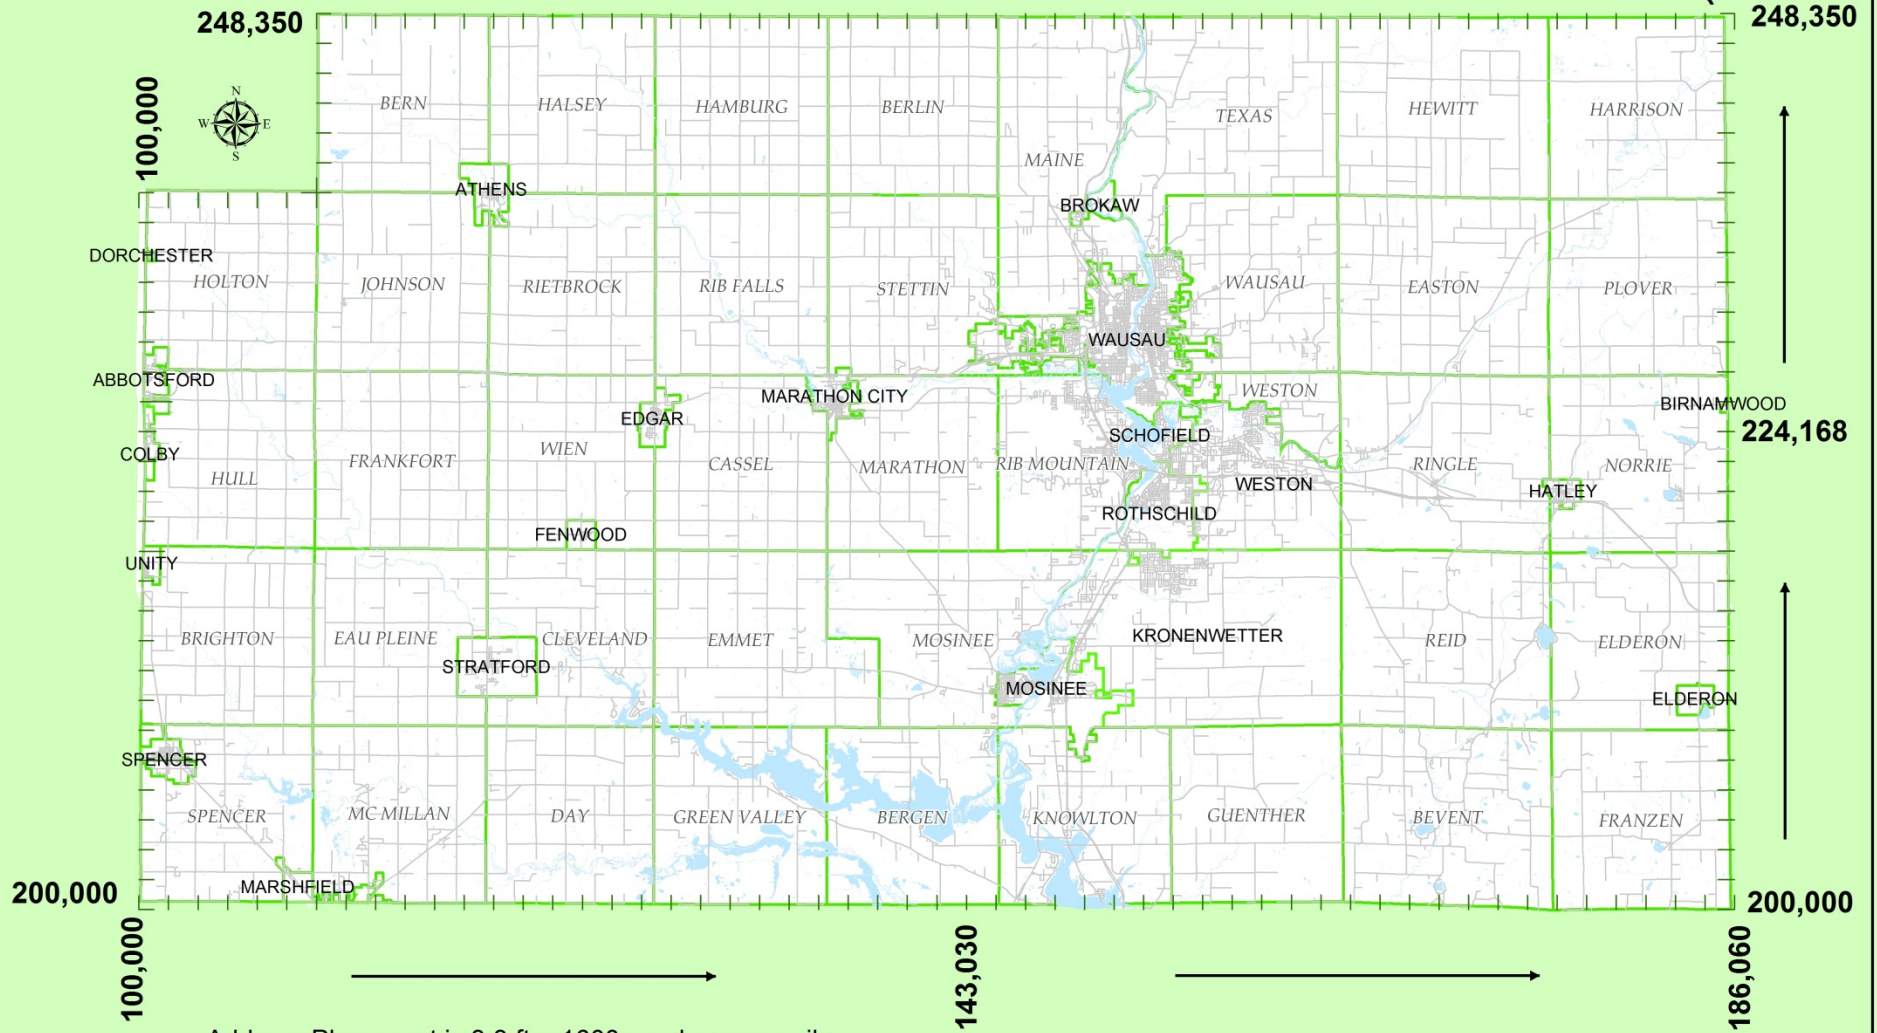 248,350
248,350
100,000
N
W E
S
BERN
HALSEY
HAMBURG
BERLIN
TEXAS
HEWITT
HARRISON
MAINE
ATHENS
BROKAW
DORCHESTER
HOLTON
JOHNSON
RIETBROCK
RIB FALLS
STETTIN
WAUSAU
EASTON
PLOVER
WAUSAU
ABBOTSFORD
MARATHON CITY
WESTON
BIRNAMWOOD
EDGAR
SCHOFIELD
224,168
COLBY
HULL
FRANKFORT
WIEN
CASSEL
MARATHON
RIB MOUNTAIN
RINGLE
NORRIE
WESTON
HATLEY
ROTHSCHILD
FENWOOD
UNITY
BRIGHTON
EAU PLEINE
CLEVELAND
EMMET
MOSINEE
KRONENWETTER
REID
ELDERON
STRATFORD
MOSINEE
ELDERON
SPENCER
SPENCER
MC MILLAN
DAY
GREEN VALLEY
BERGEN
KNOWLTON
GUENTHER
BEVENT
FRANZEN
MARSHFIELD
200,000
200,000
100,000
143,030
186,060